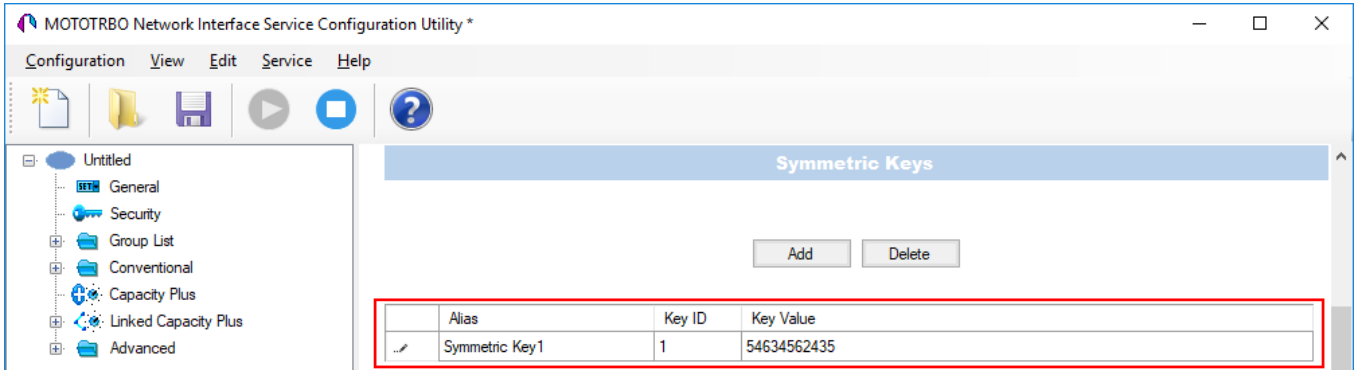 MOTOTRBO Network Interface Service Configuration Utility *
Configuration View Edit Service Help
Untitled
SET
General
Security
Group List
Conventional
Capacity Plus
Linked Capacity Plus
Advanced
Symmetric Keys
Add Delete
Alias Key ID Key Value
Symmetric Key1 1 54634562435